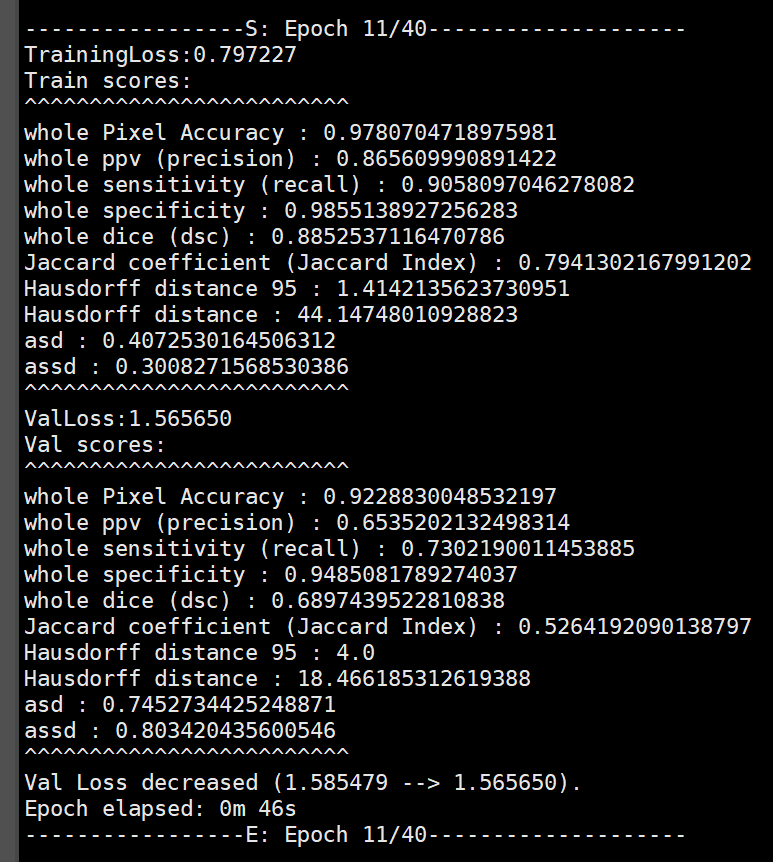 -----------------S: Epoch 11/40--------------------
TrainingLoss:0.797227
Train scores:
^^^^^^^^^^^^^^^^^^^^^^^^^
whole Pixel Accuracy : 0.9780704718975981
whole ppv (precision) : 0.865609990891422
whole sensitivity (recall) : 0.9058097046278082
whole specificity : 0.9855138927256283
whole dice (dsc) : 0.8852537116470786
Jaccard coefficient (Jaccard Index) : 0.7941302167991202
Hausdorff distance 95 : 1.4142135623730951
Hausdorff distance : 44.14748010928823
asd : 0.4072530164506312
assd : 0.3008271568530386
^^^^^^^^^^^^^^^^^^^^^^^^^
ValLoss:1.565650
Val scores:
^^^^^^^^^^^^^^^^^^^^^^^^^
whole Pixel Accuracy : 0.9228830048532197
whole ppv (precision) : 0.6535202132498314
whole sensitivity (recall) : 0.7302190011453885
whole specificity : 0.9485081789274037
whole dice (dsc) : 0.6897439522810838
Jaccard coefficient (Jaccard Index) : 0.5264192090138797
Hausdorff distance 95 : 4.0
Hausdorff distance : 18.466185312619388
asd : 0.7452734425248871
assd : 0.803420435600546
^^^^^^^^^^^^^^^^^^^^^^^^^
Val Loss decreased (1.585479 --> 1.565650).
Epoch elapsed: 0m 46s
-----------------E: Epoch 11/40--------------------